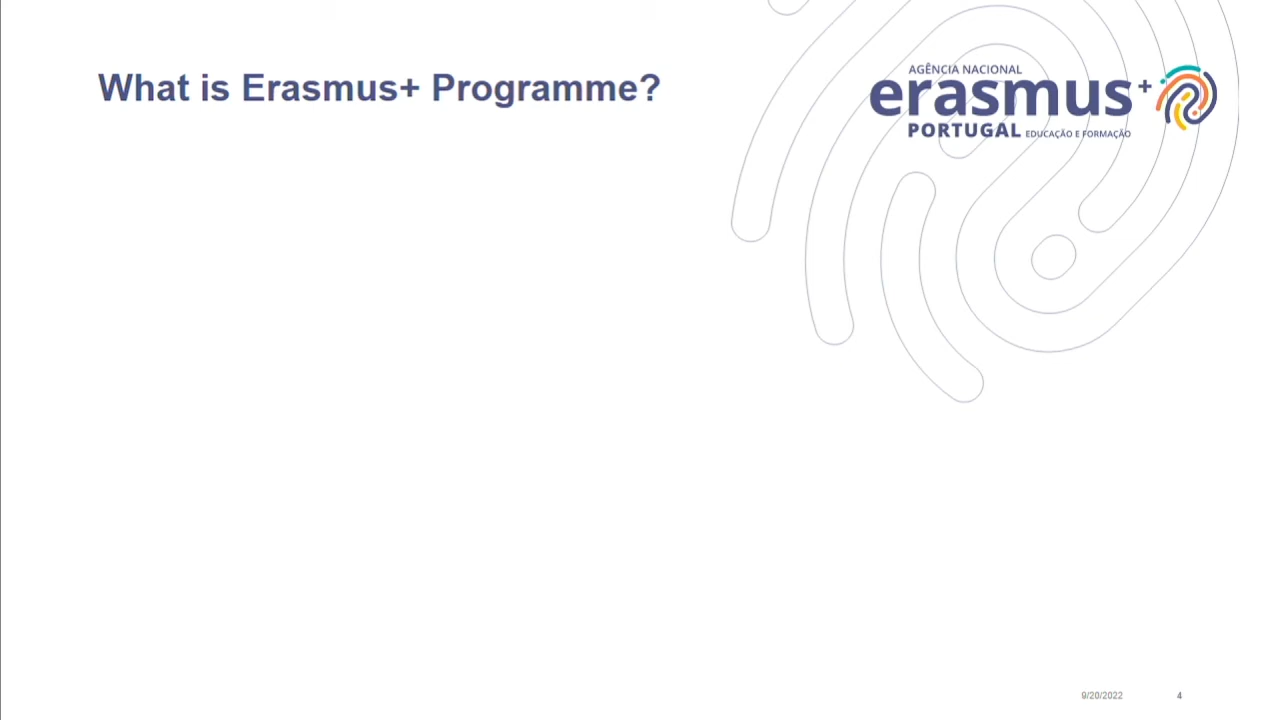 What is Erasmus+ Programme?
AGÊNCIA NACIONAL
erasmus+
PORTUGAL EDUCAÇÃO E FORMAÇÃO
9/20/2022 4